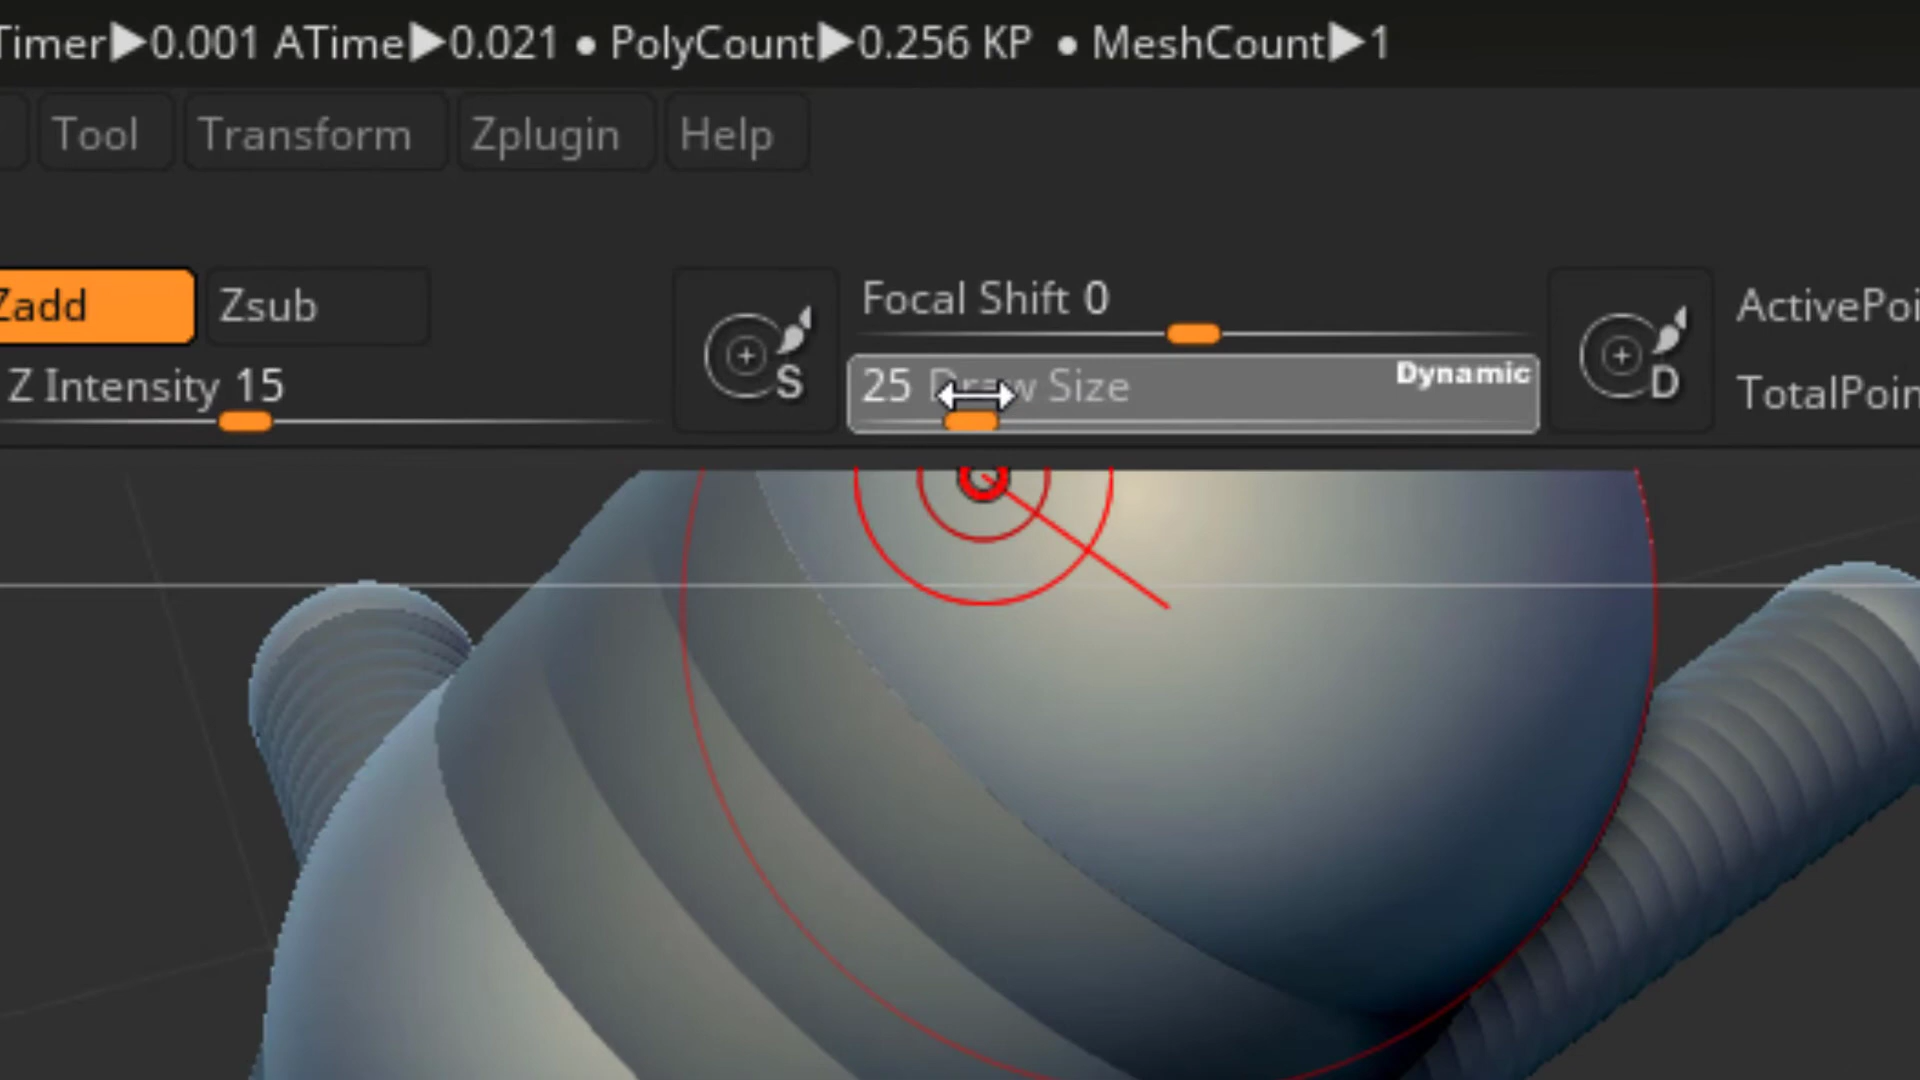 Timer▶0.001 ATime▶0.021 ● PolyCount▶0.256 KP ● MeshCount▶1
Tool Transform Zplugin Help
Zadd Zsub
Z Intensity 15
S
Focal Shift 0
25 Draw Size Dynamic
D
ActivePoi
TotalPoin